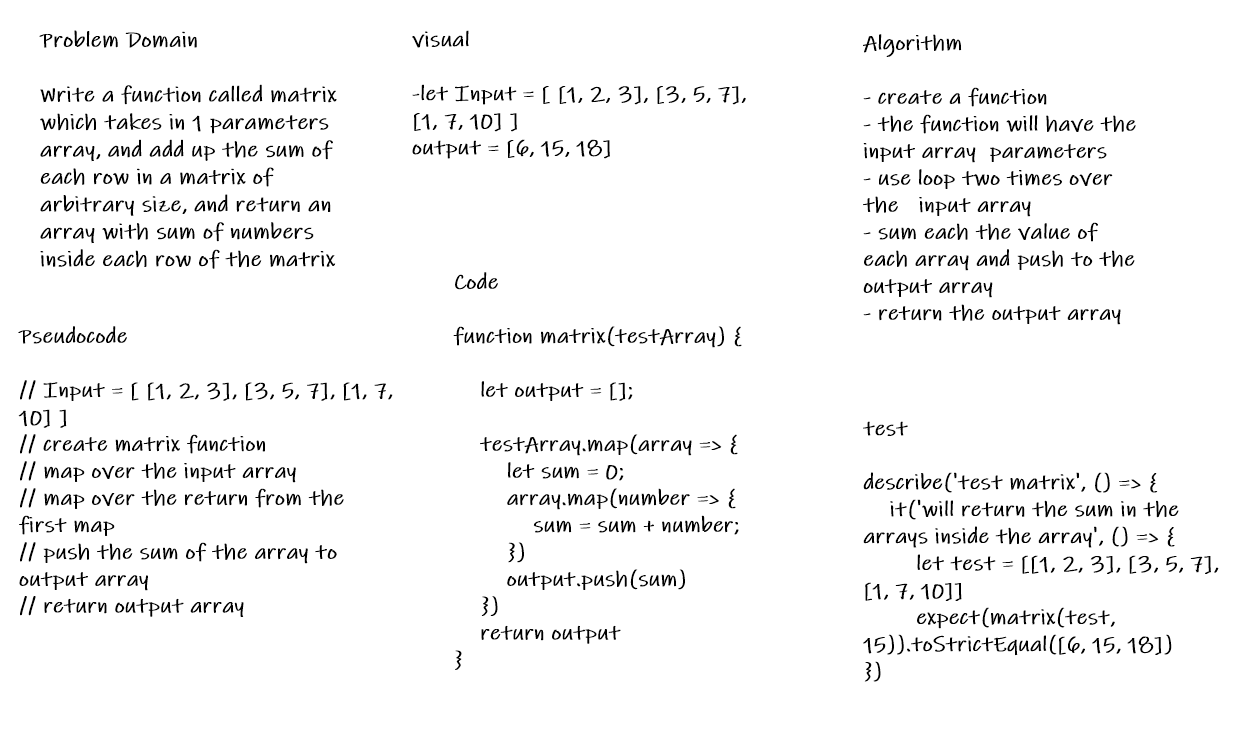 Problem Domain
Write a function called matrix
which takes in 1 parameters
array, and add up the sum of
each row in a matrix of
arbitrary size, and return an
array with sum of numbers
inside each row of the matrix
Visual
-let Input = [ [1, 2, 3], [3, 5, 7],
[1, 7, 10] ]
output = [6, 15, 18]
Algorithm
- create a function
- the function will have the
input array  parameters
- use loop two times over
the   input array
- sum each the value of
each array and push to the
output array
- return the output array
Pseudocode
// Input = [ [1, 2, 3], [3, 5, 7], [1, 7,
10] ]
// create matrix function
// map over the input array
// map over the return from the
first map
// push the sum of the array to
output array
// return output array
Code
function matrix(testArray) {
let output = [];
testArray.map(array => {
let sum = 0;
array.map(number => {
sum = sum + number;
})
output.push(sum)
})
return output
}
test
describe('test matrix', () => {
it('will return the sum in the
arrays inside the array', () => {
let test = [[1, 2, 3], [3, 5, 7],
[1, 7, 10]]
expect(matrix(test,
15)).toStrictEqual([6, 15, 18])
})